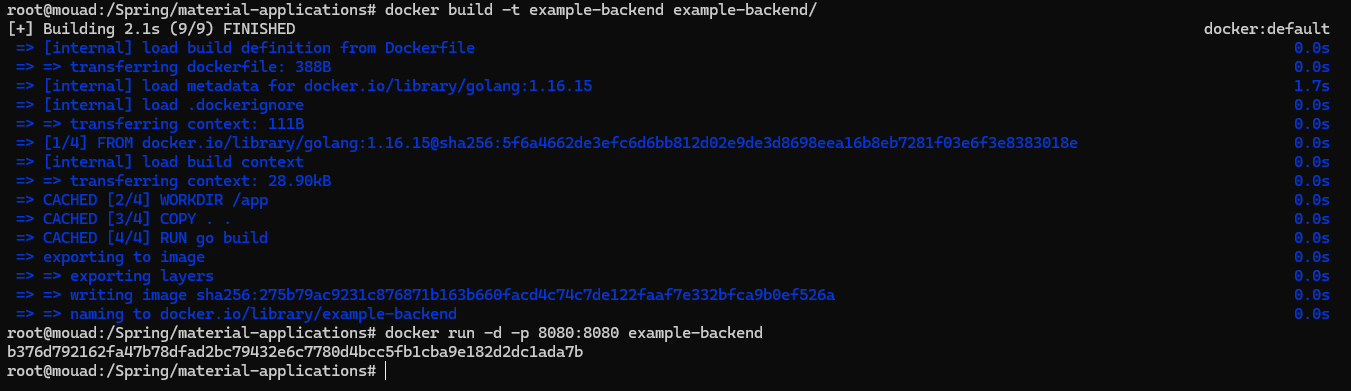 root@mouad:/Spring/material-applications# docker build -t example-backend example-backend/
[+] Building 2.1s (9/9) FINISHED docker:default
=> [internal] load build definition from Dockerfile 0.0s
=> => transferring dockerfile: 388B 0.0s
=> [internal] load metadata for docker.io/library/golang:1.16.15 1.7s
=> [internal] load .dockerignore 0.0s
=> => transferring context: 111B 0.0s
=> [1/4] FROM docker.io/library/golang:1.16.15@sha256:5f6a4662de3efc6d6bb812d02e9de3d8698eea16b8eb7281f03e6f3e8383018e 0.0s
=> [internal] load build context 0.0s
=> => transferring context: 28.90kB 0.0s
=> CACHED [2/4] WORKDIR /app 0.0s
=> CACHED [3/4] COPY . . 0.0s
=> CACHED [4/4] RUN go build 0.0s
=> exporting to image 0.0s
=> => exporting layers 0.0s
=> => writing image sha256:275b79ac9231c876871b163b660facd4c74c7de122faaf7e332bfca9b0ef526a 0.0s
=> => naming to docker.io/library/example-backend 0.0s
root@mouad:/Spring/material-applications# docker run -d -p 8080:8080 example-backend
b376d792162fa47b78dfad2bc79432e6c7780d4bcc5fb1cba9e182d2dc1ada7b
root@mouad:/Spring/material-applications#